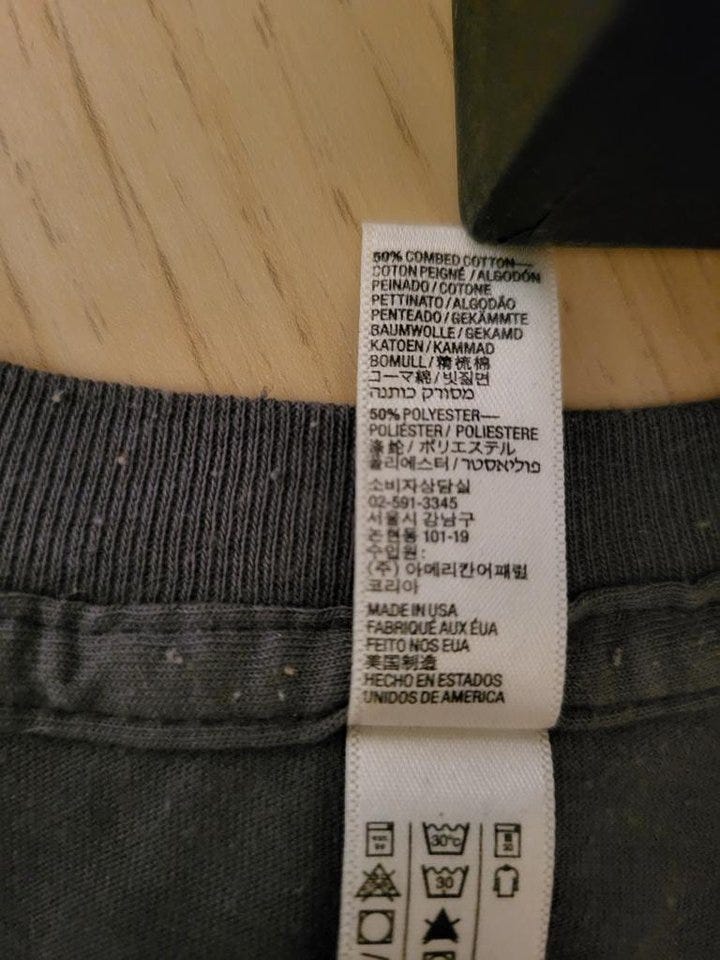 50% COMBED COTTON—
COTON PEIGNÉ / ALGODÓN
PEINADO / COTONE
PETTINATO / ALGODÃO
PENTEADO / GEKÄMMTE
BAUMWOLLE / GEKAMD
KATOEN / KAMMAD
BOMULL / 精梳棉
コーマ綿 / 빗질면
מסורק כותנה
50% POLYESTER—
POLIÉSTER / POLIESTERE
涤纶 / ポリエステル
폴리에스터 / פוליאסטר
소비자상담실
02-591-3345
서울시 강남구
논현동 101-19
수입원:
(주) 아메리칸어패럴
코리아
MADE IN USA
FABRIQUÉ AUX ÉUA
FEITO NOS EUA
美国制造
HECHO EN ESTADOS
UNIDOS DE AMERICA
30°C
30